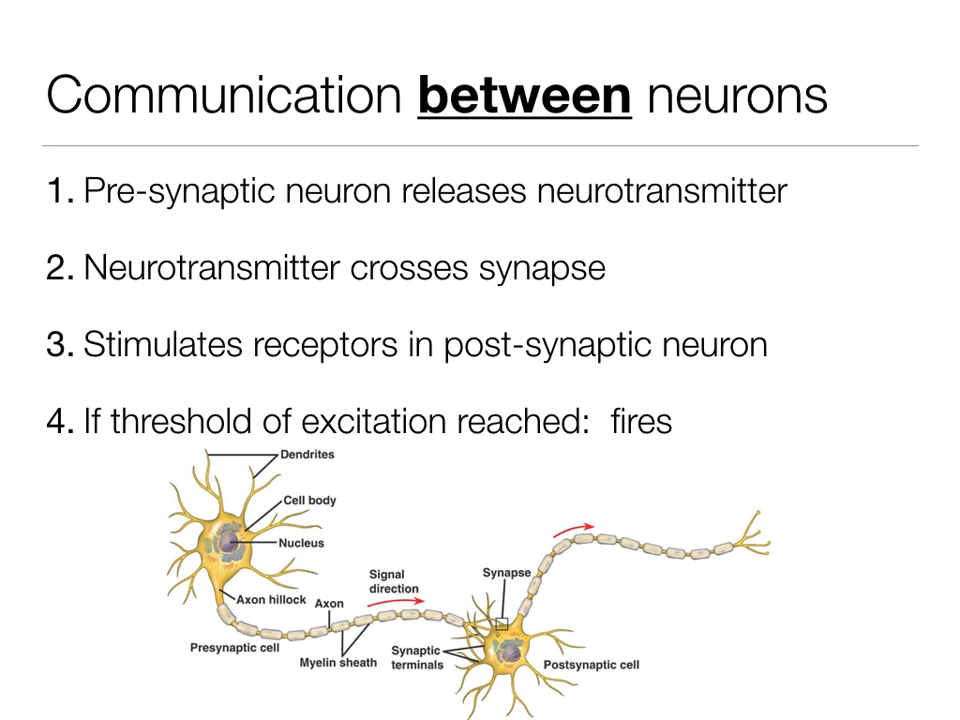 Communication between neurons
1. Pre-synaptic neuron releases neurotransmitter
2. Neurotransmitter crosses synapse
3. Stimulates receptors in post-synaptic neuron
4. If threshold of excitation reached:  fires
Dendrites
Cell body
Nucleus
Axon hillock
Presynaptic cell
Axon
Myelin sheath
Signal
direction
Synapse
Synaptic
terminals
Postsynaptic cell